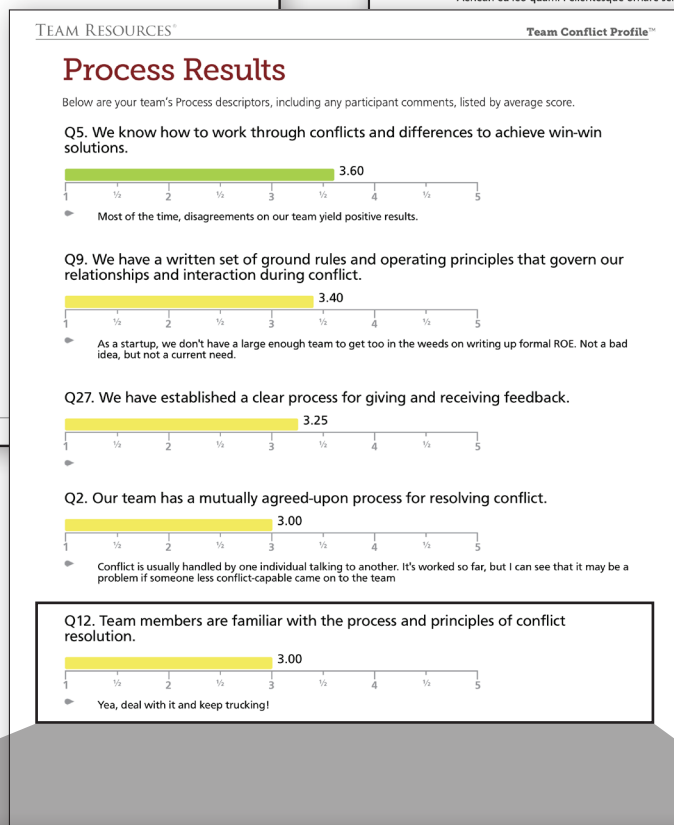 TEAM RESOURCES®
Team Conflict Profile™
Process Results
Below are your team's Process descriptors, including any participant comments, listed by average score.
Q5. We know how to work through conflicts and differences to achieve win-win
solutions.
3.60
1 ½ 2 ½ 3 ½ 4 ½ 5
Most of the time, disagreements on our team yield positive results.
Q9. We have a written set of ground rules and operating principles that govern our
relationships and interaction during conflict.
3.40
1 ½ 2 ½ 3 ½ 4 ½ 5
As a startup, we don't have a large enough team to get too in the weeds on writing up formal ROE. Not a bad
idea, but not a current need.
Q27. We have established a clear process for giving and receiving feedback.
3.25
1 ½ 2 ½ 3 ½ 4 ½ 5
Q2. Our team has a mutually agreed-upon process for resolving conflict.
3.00
1 ½ 2 ½ 3 ½ 4 ½ 5
Conflict is usually handled by one individual talking to another. It's worked so far, but I can see that it may be a
problem if someone less conflict-capable came on to the team
Q12. Team members are familiar with the process and principles of conflict
resolution.
3.00
1 ½ 2 ½ 3 ½ 4 ½ 5
Yea, deal with it and keep trucking!